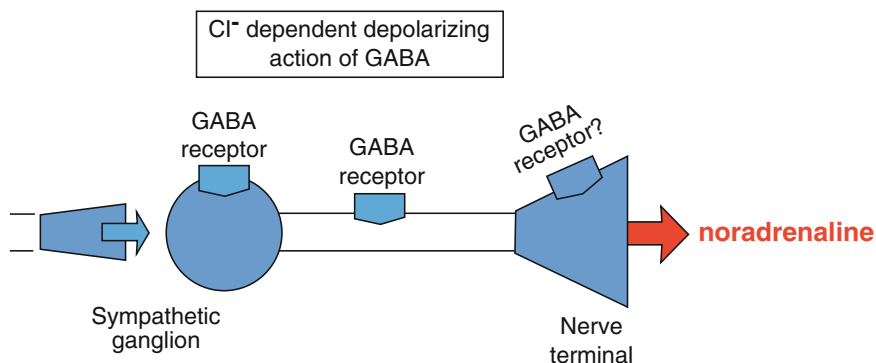 Cl⁻ dependent depolarizing
action of GABA
GABA
receptor
GABA
receptor
GABA
receptor?
noradrenaline
Sympathetic
ganglion
Nerve
terminal